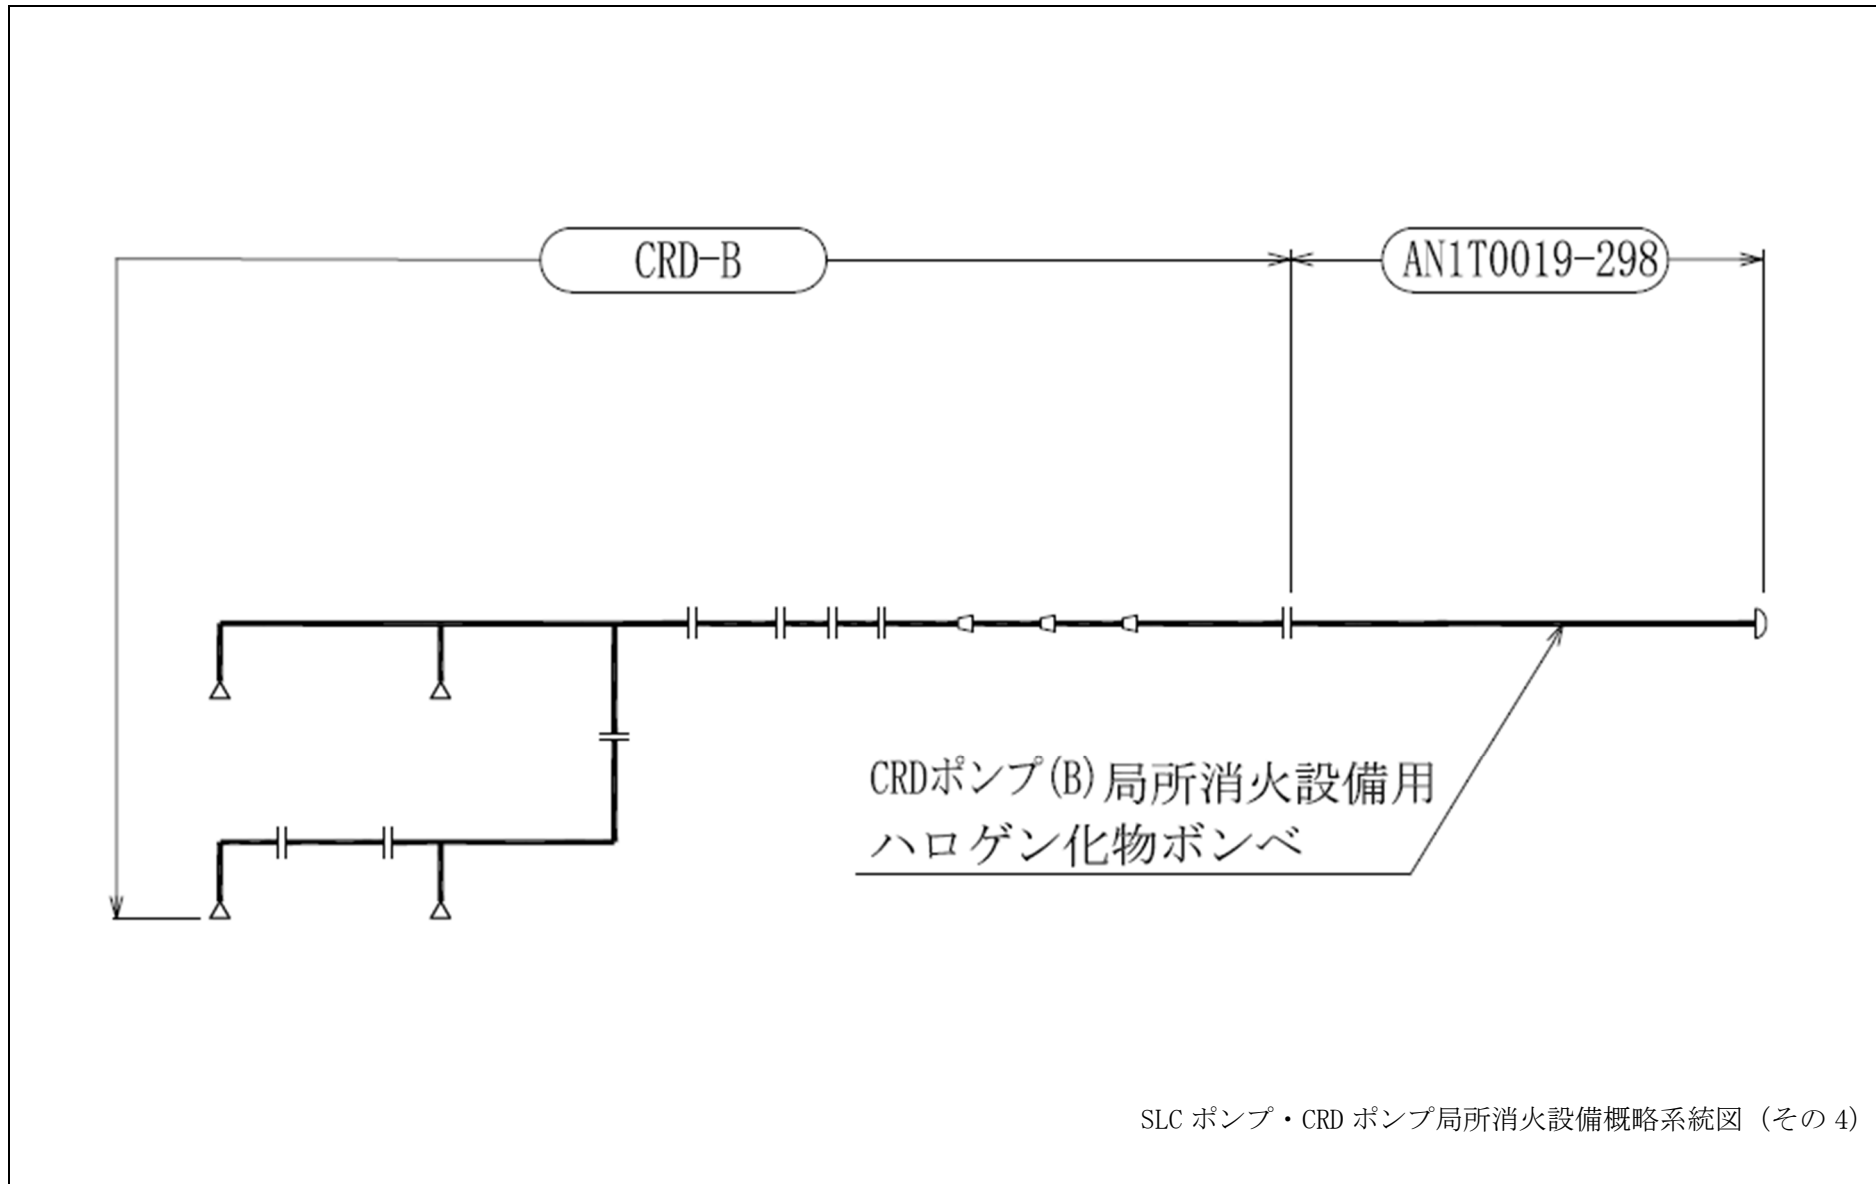 CRD-B
AN1T0019-298
CRDポンプ(B)局所消火設備用
ハロゲン化物ボンベ
SLC ポンプ・CRD ポンプ局所消火設備概略系統図（その 4）